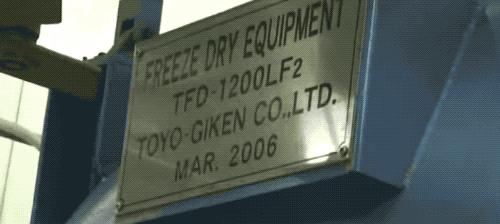 FREEZE DRY EQUIPMENT
TFD-1200LF2
TOYO-GIKEN CO.,LTD.
MAR. 2006